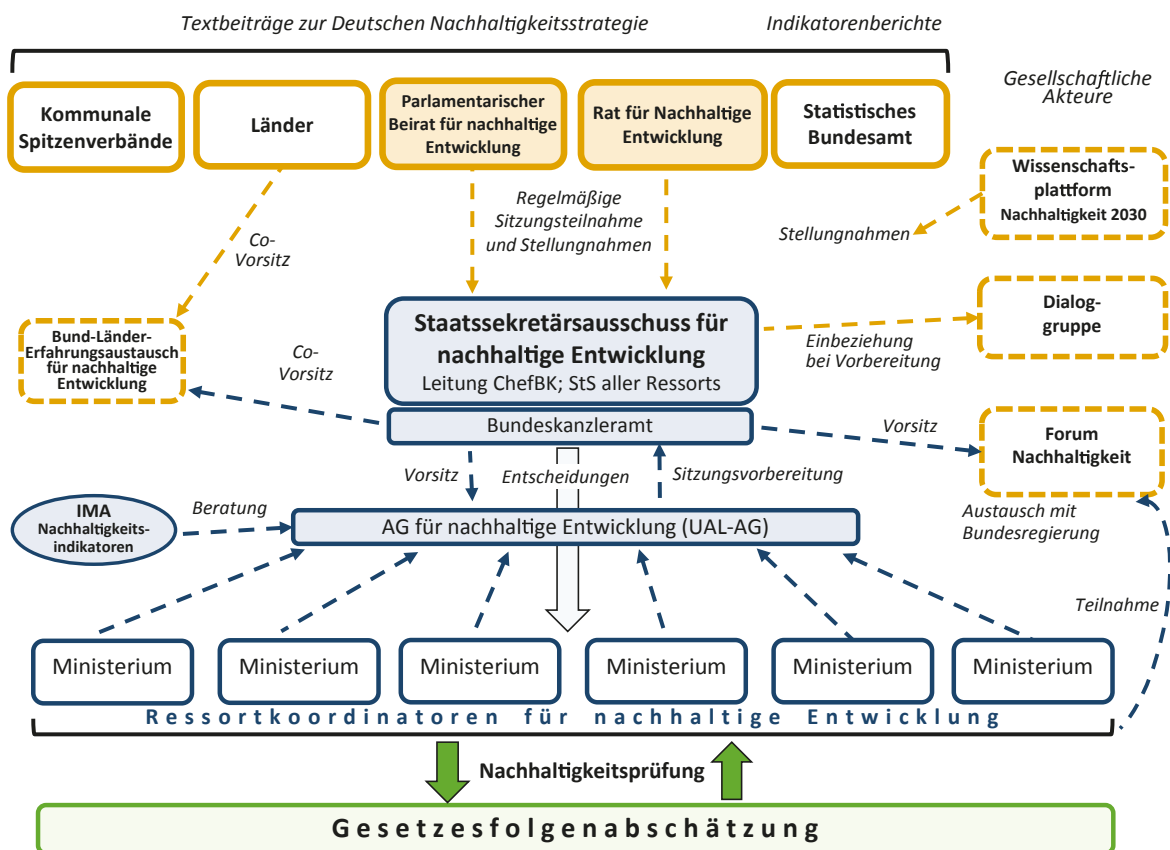 Textbeiträge zur Deutschen Nachhaltigkeitsstrategie
Indikatorenberichte
Gesellschaftliche
Akteure
Kommunale
Spitzenverbände
Länder
Parlamentarischer
Beirat für nachhaltige
Entwicklung
Rat für Nachhaltige
Entwicklung
Statistisches
Bundesamt
Wissenschafts-
plattform
Nachhaltigkeit 2030
Co-
Vorsitz
Regelmäßige
Sitzungsteilnahme
und Stellungnahmen
Stellungnahmen
Bund-Länder-
Erfahrungsaustausch
für nachhaltige
Entwicklung
Co-
Vorsitz
Staatssekretärsausschuss für
nachhaltige Entwicklung
Leitung ChefBK; StS aller Ressorts
Einbeziehung
bei Vorbereitung
Dialog-
gruppe
Bundeskanzleramt
Vorsitz
Forum
Nachhaltigkeit
Vorsitz
Entscheidungen
Sitzungsvorbereitung
IMA
Nachhaltigkeits-
indikatoren
Beratung
AG für nachhaltige Entwicklung (UAL-AG)
Austausch mit
Bundesregierung
Teilnahme
Ministerium
Ministerium
Ministerium
Ministerium
Ministerium
Ministerium
Ressortkoordinatoren für nachhaltige Entwicklung
Nachhaltigkeitsprüfung
Gesetzesfolgenabschätzung